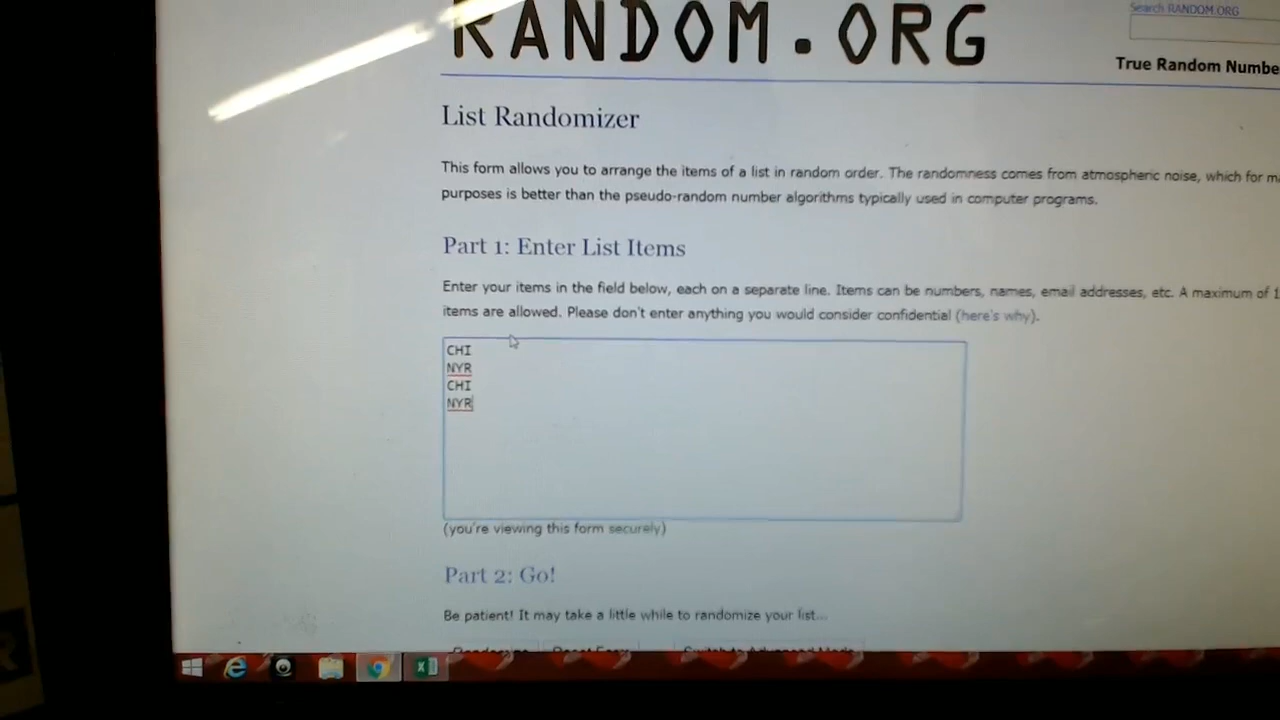 RANDOM.ORG
Search RANDOM.ORG
True Random
List Randomizer
This form allows you to arrange the items of a list in random order. The randomness comes from atmospheric noise, which for
purposes is better than the pseudo-random number algorithms typically used in computer programs.
Part 1: Enter List Items
Enter your items in the field below, each on a separate line. Items can be numbers, names, email addresses, etc. A maximum of
items are allowed. Please don't enter anything you would consider confidential (here's why).
CHI
NYR
CHI
NYR
(you're viewing this form securely)
Part 2: Go!
Be patient! It may take a little while to randomize your list...